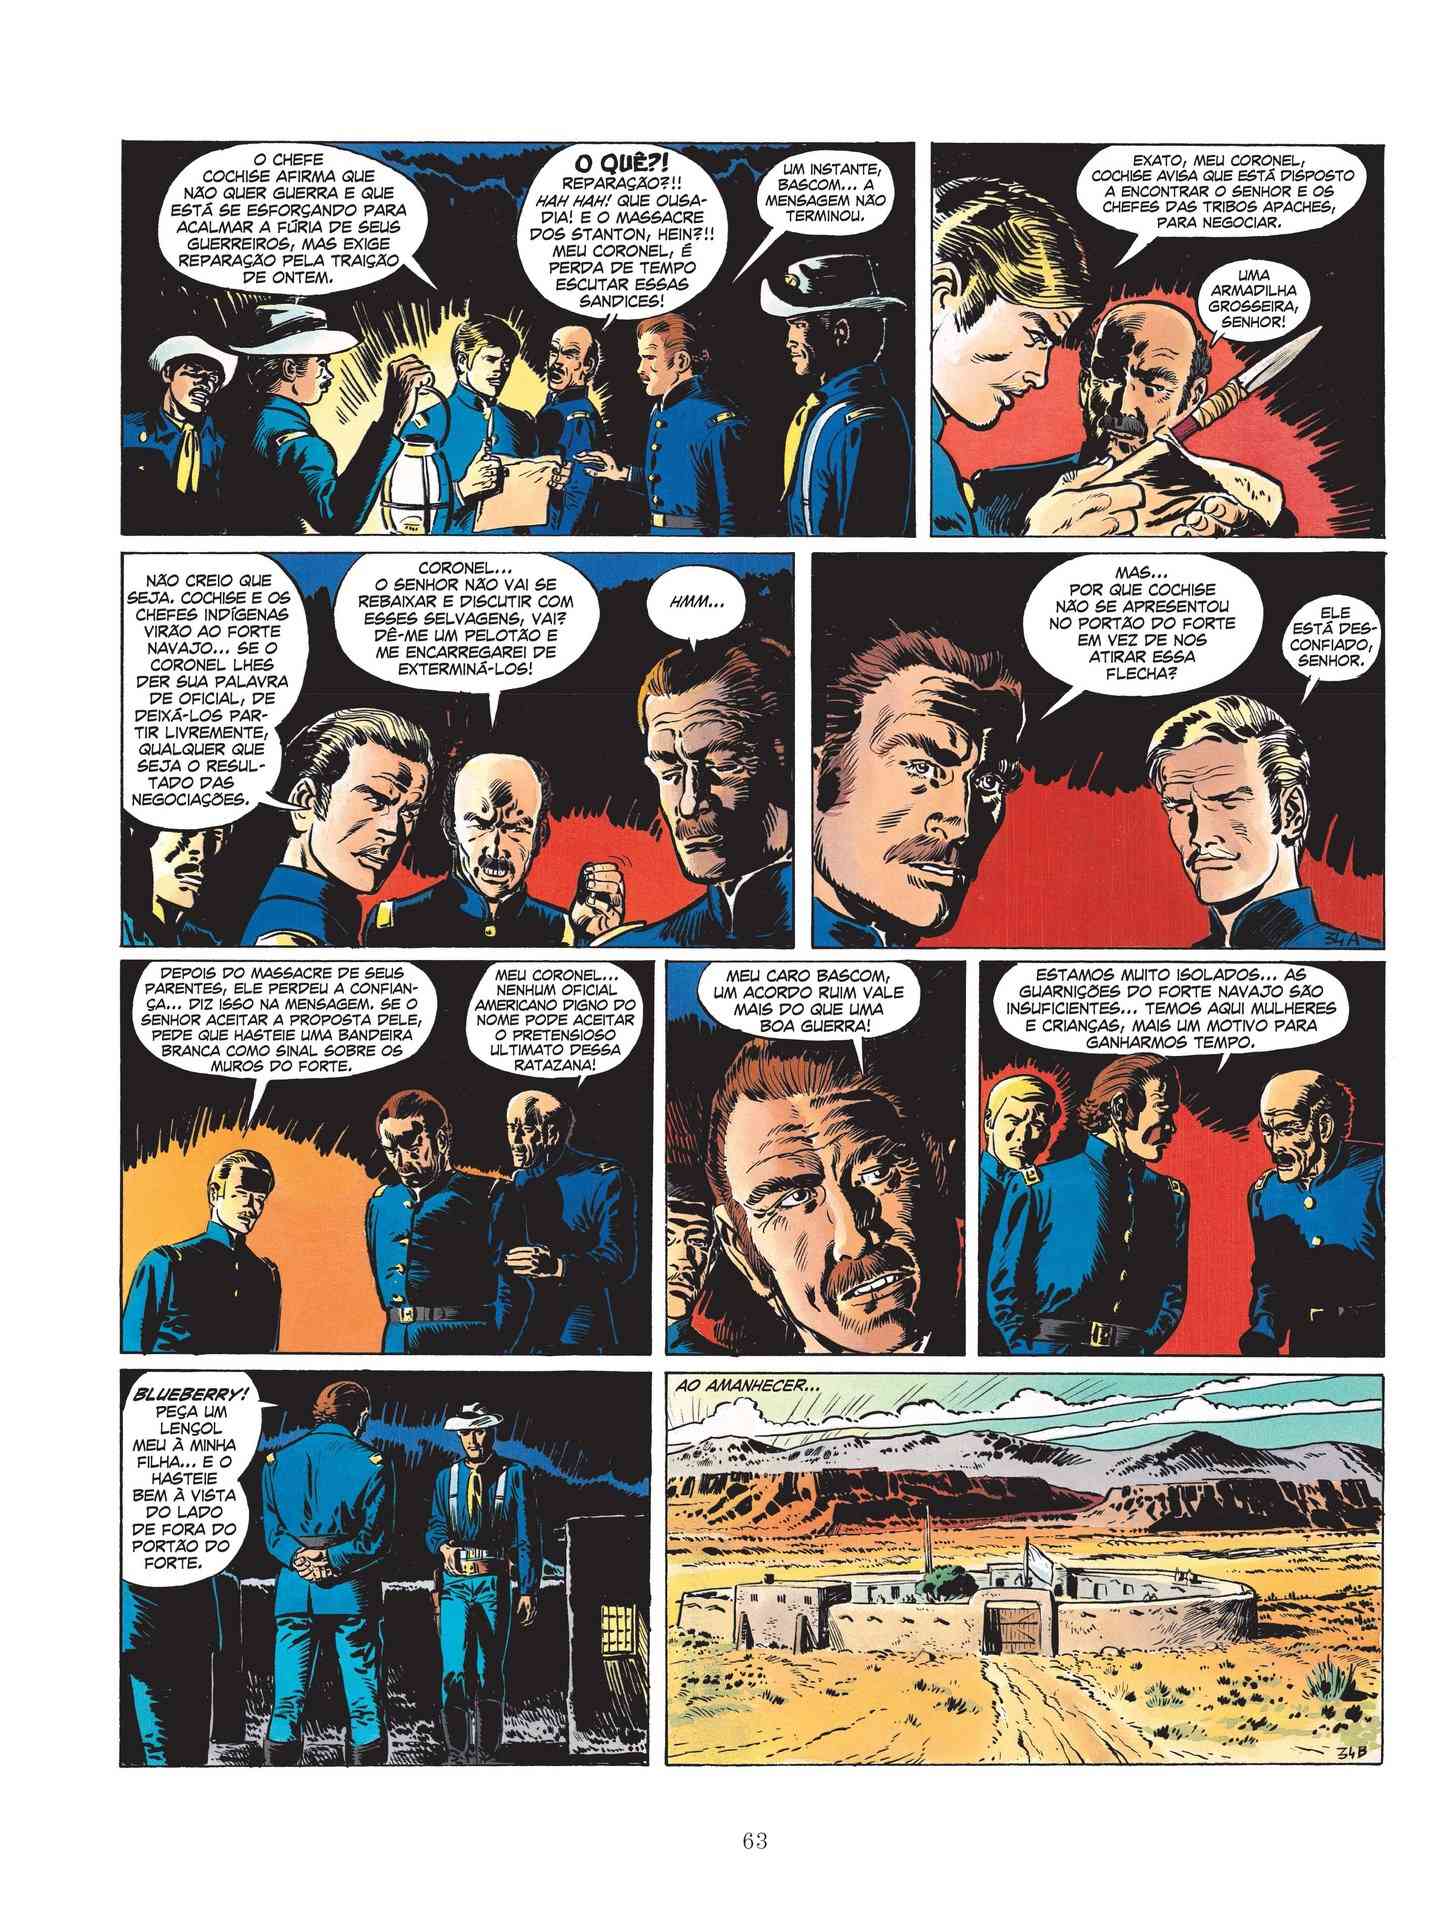 O CHEFE
COCHISE AFIRMA QUE
NÃO QUER GUERRA E QUE
ESTÁ SE ESFORÇANDO PARA
ACALMAR A FÚRIA DE SEUS
GUERREIROS, MAS EXIGE
REPARAÇÃO PELA TRAIÇÃO
DE ONTEM.
O QUÊ?!
REPARAÇÃO?!!
HAH HAH! QUE OUSA-
DIA! E O MASSACRE
DOS STANTON, HEIN?!!
MEU CORONEL, É
PERDA DE TEMPO
ESCUTAR ESSAS
SANDICES!
UM INSTANTE,
BASCOM... A
MENSAGEM NÃO
TERMINOU.
EXATO, MEU CORONEL,
COCHISE AVISA QUE ESTÁ DISPOSTO
A ENCONTRAR O SENHOR E OS
CHEFES DAS TRIBOS APACHES,
PARA NEGOCIAR.
UMA
ARMADILHA
GROSSEIRA,
SENHOR!
NÃO CREIO QUE
SEJA. COCHISE E OS
CHEFES INDÍGENAS
VIRÃO AO FORTE
NAVAJO... SE O
CORONEL LHES
DER SUA PALAVRA
DE OFICIAL, DE
DEIXÁ-LOS PAR-
TIR LIVREMENTE,
QUALQUER QUE
SEJA O RESUL-
TADO DAS
NEGOCIAÇÕES.
CORONEL...
O SENHOR NÃO VAI SE
REBAIXAR E DISCUTIR COM
ESSES SELVAGENS, VAI?
DÊ-ME UM PELOTÃO E
ME ENCARREGAREI DE
EXTERMINÁ-LOS!
HMM...
MAS...
POR QUE COCHISE
NÃO SE APRESENTOU
NO PORTÃO DO FORTE
EM VEZ DE NOS
ATIRAR ESSA
FLECHA?
ELE
ESTÁ DES-
CONFIADO,
SENHOR.
34A
DEPOIS DO MASSACRE DE SEUS
PARENTES, ELE PERDEU A CONFIAN-
ÇA... DIZ ISSO NA MENSAGEM. SE O
SENHOR ACEITAR A PROPOSTA DELE,
PEDE QUE HASTEIE UMA BANDEIRA
BRANCA COMO SINAL SOBRE OS
MUROS DO FORTE.
MEU CORONEL...
NENHUM OFICIAL
AMERICANO DIGNO DO
NOME PODE ACEITAR
O PRETENSIOSO
ULTIMATO DESSA
RATAZANA!
MEU CARO BASCOM,
UM ACORDO RUIM VALE
MAIS DO QUE UMA
BOA GUERRA!
ESTAMOS MUITO ISOLADOS... AS
GUARNIÇÕES DO FORTE NAVAJO SÃO
INSUFICIENTES... TEMOS AQUI MULHERES
E CRIANÇAS, MAIS UM MOTIVO PARA
GANHARMOS TEMPO.
BLUEBERRY!
PEÇA UM
LENÇOL
MEU À MINHA
FILHA... E O
HASTEIE
BEM À VISTA
DO LADO
DE FORA DO
PORTÃO DO
FORTE.
AO AMANHECER...
34B
63